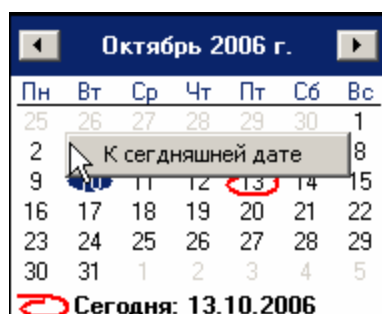 Октябрь 2006 г.
Пн Вт Ср Чт Пт Сб Вс
25 26 27 28 29 30 1
2 К сегдняшней дате 8
9 10 11 12 13 14 15
16 17 18 19 20 21 22
23 24 25 26 27 28 29
30 31 1 2 3 4 5
Сегодня: 13.10.2006